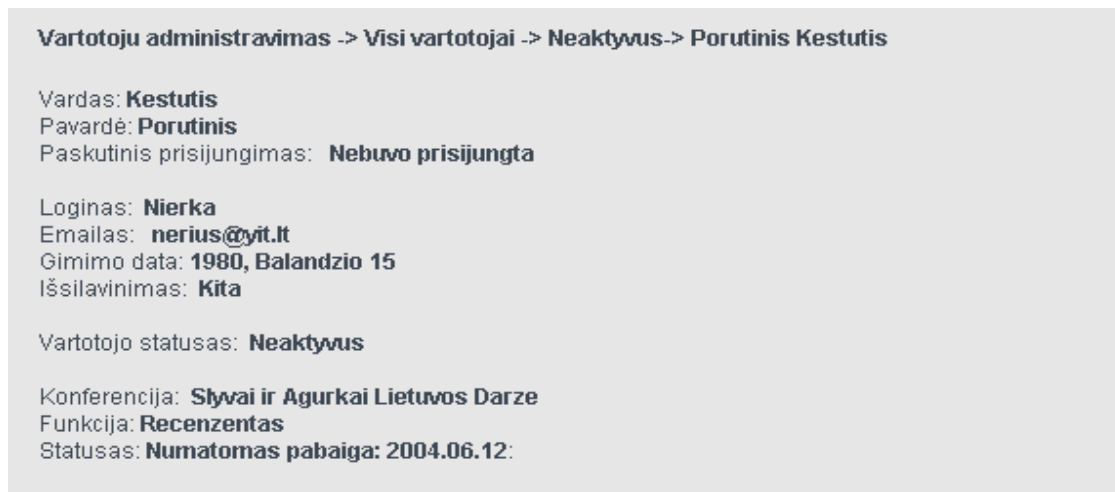 Vartotoju administravimas -> Visi vartotojai -> Neaktyvus-> Porutinis Kestutis
Vardas: Kestutis
Pavardė: Porutinis
Paskutinis prisijungimas: Nebuvo prisijungta
Loginas: Nierka
Emailas: nerius@yit.lt
Gimimo data: 1980, Balandzio 15
Išsilavinimas: Kita
Vartotojo statusas: Neaktyvus
Konferencija: Slyvai ir Agurkai Lietuvos Darze
Funkcija: Recenzentas
Statusas: Numatomas pabaiga: 2004.06.12: